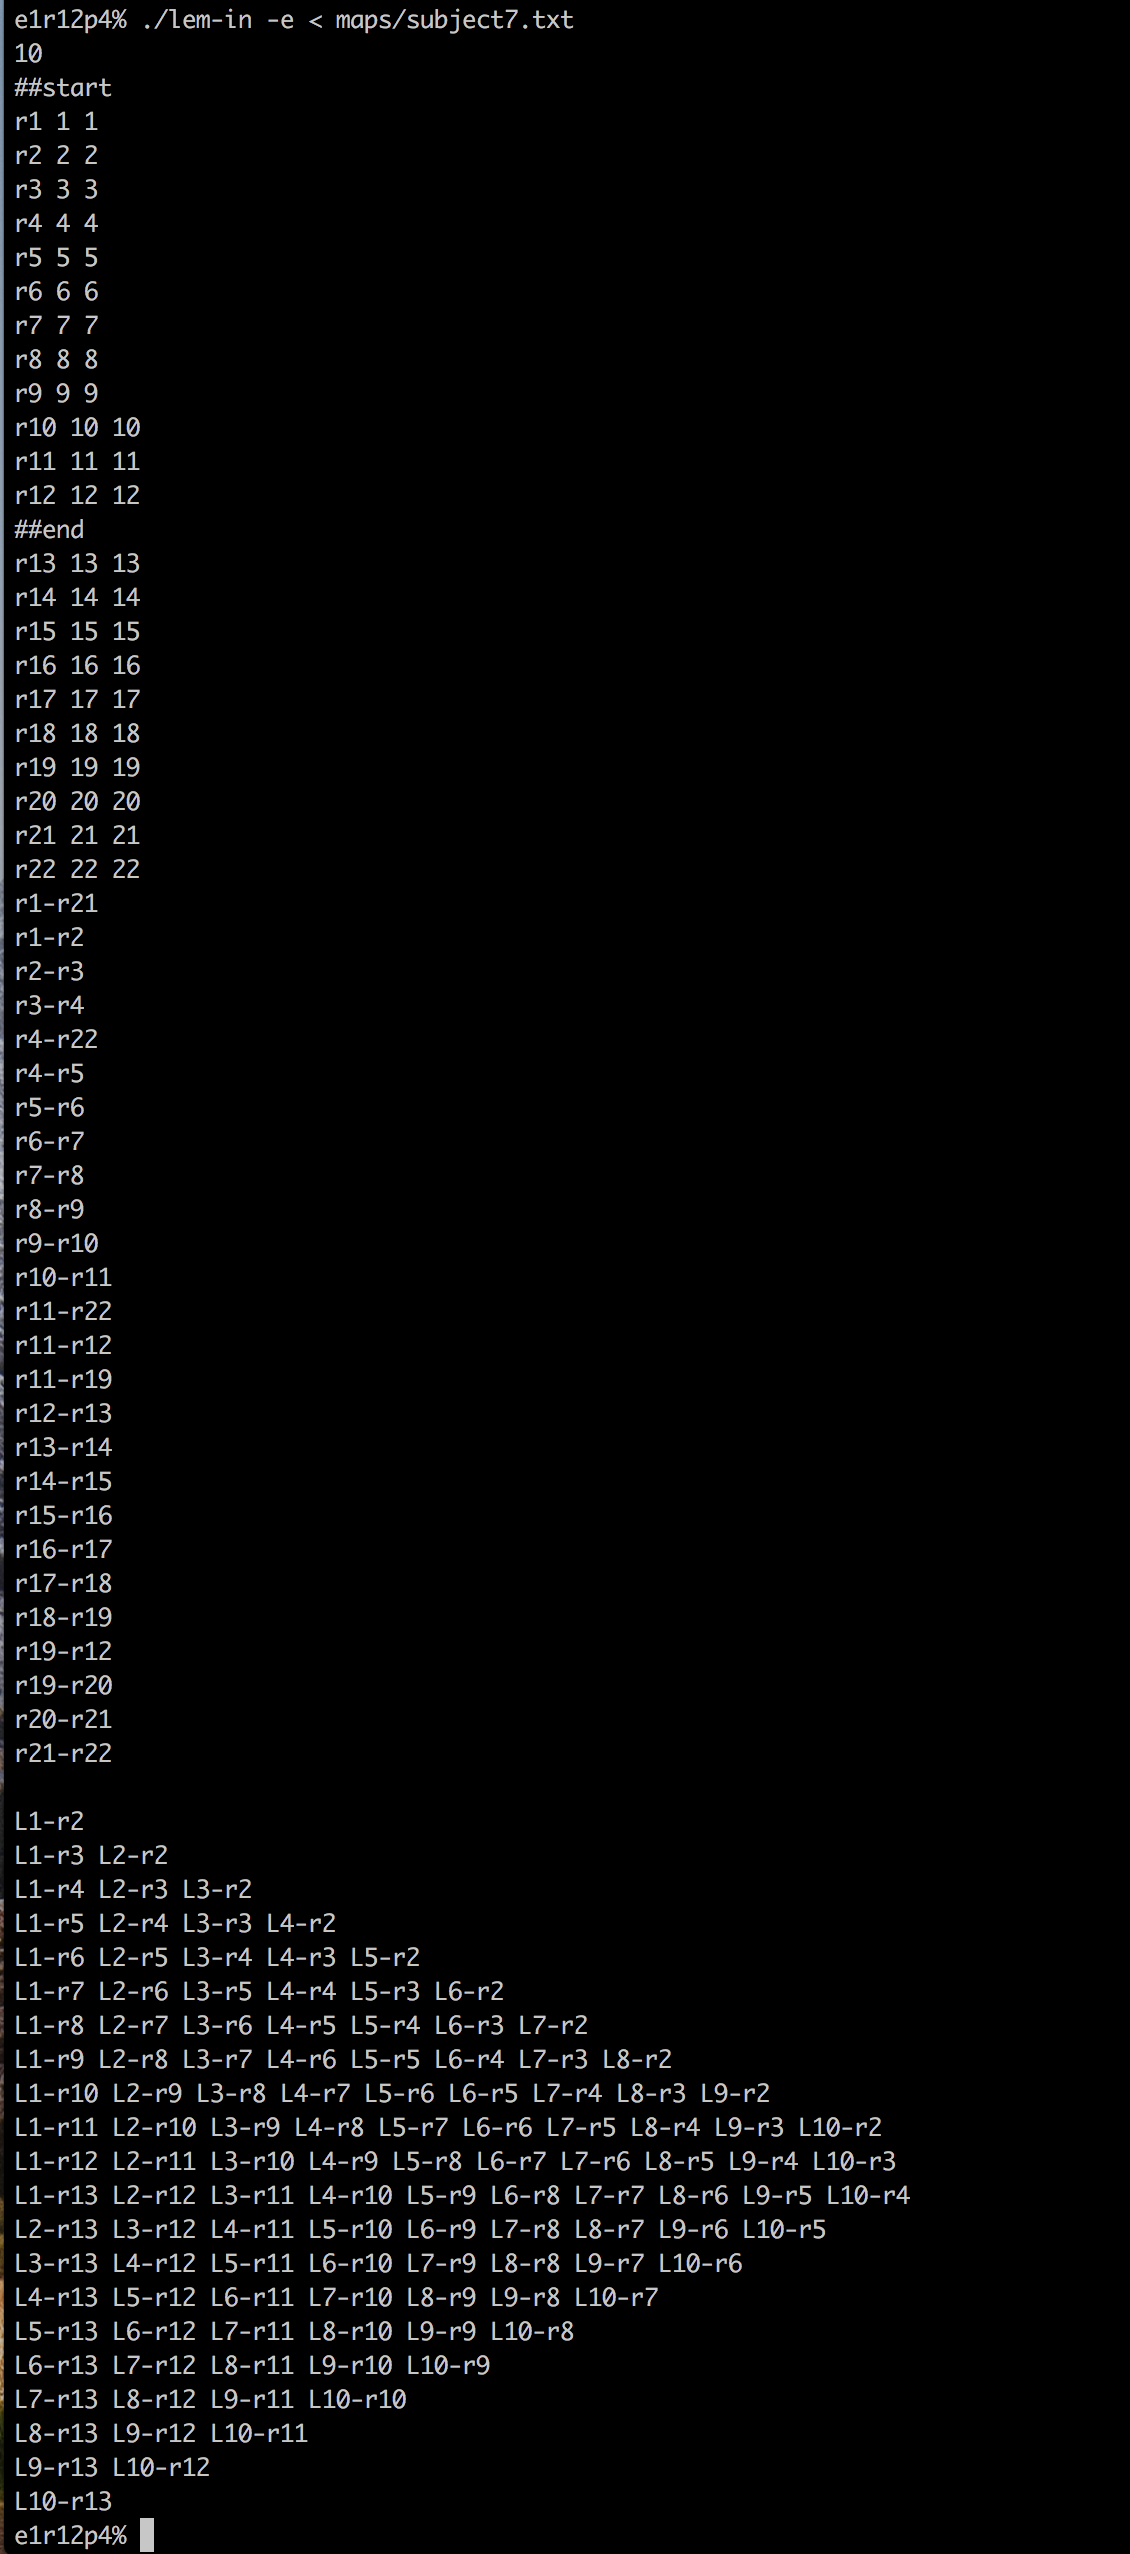 e1r12p4% ./lem-in -e < maps/subject7.txt
10
##start
r1 1 1
r2 2 2
r3 3 3
r4 4 4
r5 5 5
r6 6 6
r7 7 7
r8 8 8
r9 9 9
r10 10 10
r11 11 11
r12 12 12
##end
r13 13 13
r14 14 14
r15 15 15
r16 16 16
r17 17 17
r18 18 18
r19 19 19
r20 20 20
r21 21 21
r22 22 22
r1-r21
r1-r2
r2-r3
r3-r4
r4-r22
r4-r5
r5-r6
r6-r7
r7-r8
r8-r9
r9-r10
r10-r11
r11-r22
r11-r12
r11-r19
r12-r13
r13-r14
r14-r15
r15-r16
r16-r17
r17-r18
r18-r19
r19-r12
r19-r20
r20-r21
r21-r22

L1-r2
L1-r3 L2-r2
L1-r4 L2-r3 L3-r2
L1-r5 L2-r4 L3-r3 L4-r2
L1-r6 L2-r5 L3-r4 L4-r3 L5-r2
L1-r7 L2-r6 L3-r5 L4-r4 L5-r3 L6-r2
L1-r8 L2-r7 L3-r6 L4-r5 L5-r4 L6-r3 L7-r2
L1-r9 L2-r8 L3-r7 L4-r6 L5-r5 L6-r4 L7-r3 L8-r2
L1-r10 L2-r9 L3-r8 L4-r7 L5-r6 L6-r5 L7-r4 L8-r3 L9-r2
L1-r11 L2-r10 L3-r9 L4-r8 L5-r7 L6-r6 L7-r5 L8-r4 L9-r3 L10-r2
L1-r12 L2-r11 L3-r10 L4-r9 L5-r8 L6-r7 L7-r6 L8-r5 L9-r4 L10-r3
L1-r13 L2-r12 L3-r11 L4-r10 L5-r9 L6-r8 L7-r7 L8-r6 L9-r5 L10-r4
L2-r13 L3-r12 L4-r11 L5-r10 L6-r9 L7-r8 L8-r7 L9-r6 L10-r5
L3-r13 L4-r12 L5-r11 L6-r10 L7-r9 L8-r8 L9-r7 L10-r6
L4-r13 L5-r12 L6-r11 L7-r10 L8-r9 L9-r8 L10-r7
L5-r13 L6-r12 L7-r11 L8-r10 L9-r9 L10-r8
L6-r13 L7-r12 L8-r11 L9-r10 L10-r9
L7-r13 L8-r12 L9-r11 L10-r10
L8-r13 L9-r12 L10-r11
L9-r13 L10-r12
L10-r13
e1r12p4%